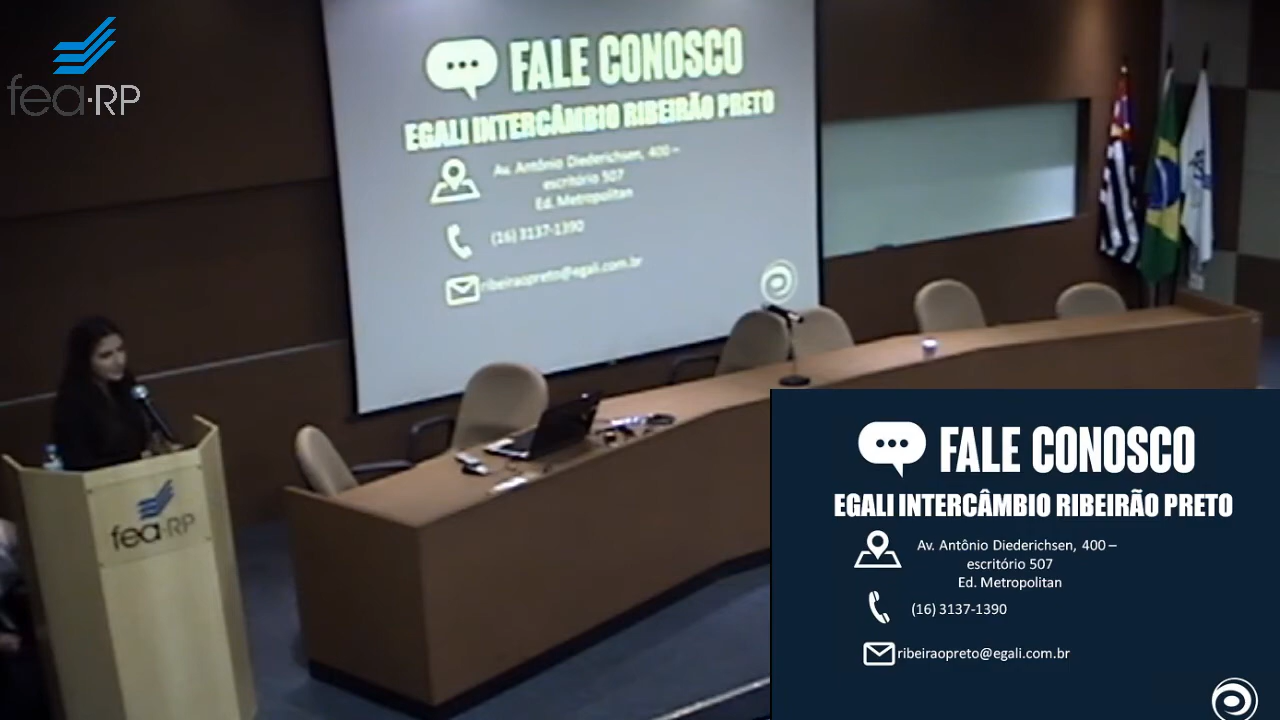 fea-RP
FALE CONOSCO
EGALI INTERCÂMBIO RIBEIRÃO PRETO
Av. Antônio Diederichsen, 400 –
escritório 507
Ed. Metropolitan
(16) 3137-1390
ribeiraopreto@egali.com.br
fea-RP
FALE CONOSCO
EGALI INTERCÂMBIO RIBEIRÃO PRETO
Av. Antônio Diederichsen, 400 –
escritório 507
Ed. Metropolitan
(16) 3137-1390
ribeiraopreto@egali.com.br